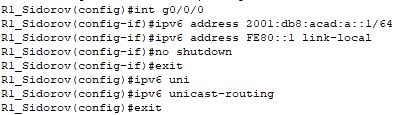 R1_Sidorov(config)#int g0/0/0
R1_Sidorov(config-if)#ipv6 address 2001:db8:acad:a::1/64
R1_Sidorov(config-if)#ipv6 address FE80::1 link-local
R1_Sidorov(config-if)#no shutdown
R1_Sidorov(config-if)#exit
R1_Sidorov(config)#ipv6 uni
R1_Sidorov(config)#ipv6 unicast-routing
R1_Sidorov(config)#exit